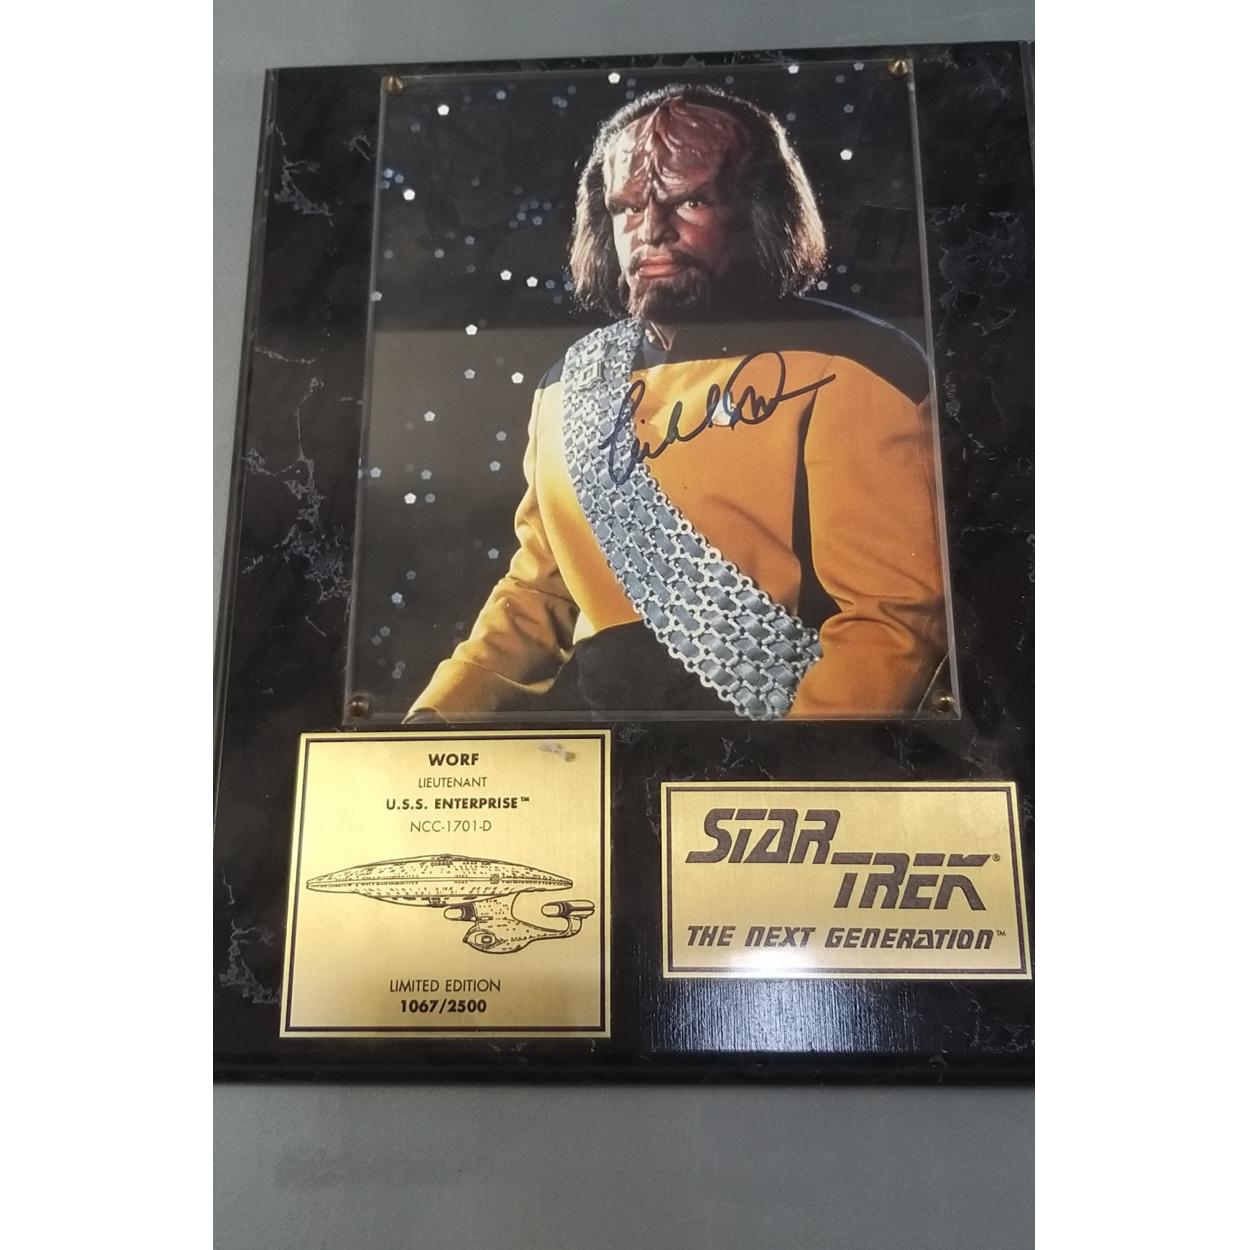 WORF
LIEUTENANT
U.S.S. ENTERPRISE™
NCC-1701-D
LIMITED EDITION
1067/2500
STAR
TREK®
THE NEXT GENERATION™